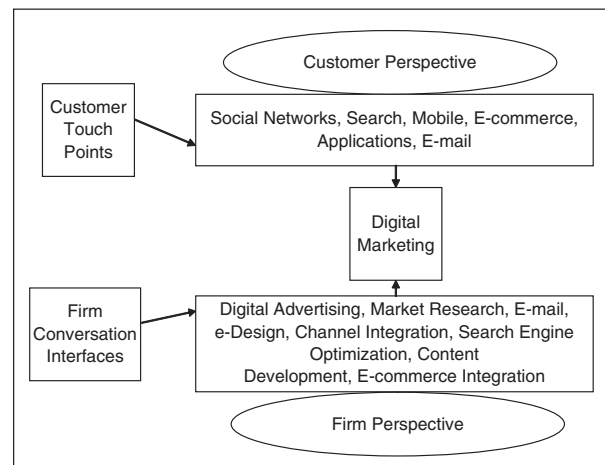 Customer Perspective
Customer
Touch
Points
Social Networks, Search, Mobile, E-commerce,
Applications, E-mail
Digital
Marketing
Firm
Conversation
Interfaces
Digital Advertising, Market Research, E-mail,
e-Design, Channel Integration, Search Engine
Optimization, Content
Development, E-commerce Integration
Firm Perspective